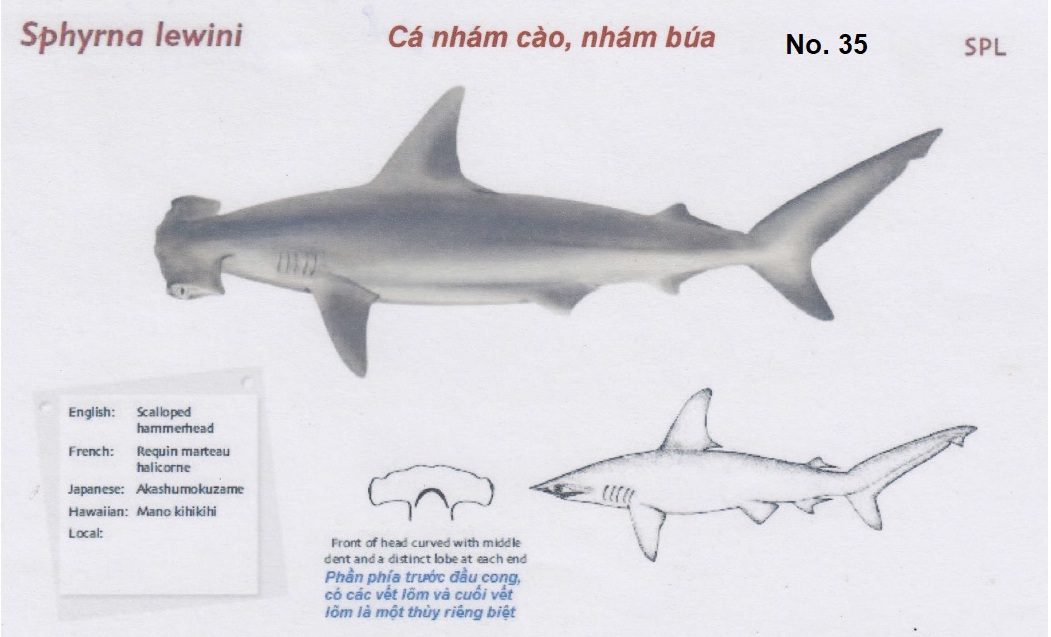 Sphyrna lewini
Cá nhám cào, nhám búa
No. 35
SPL
English: Scalloped
hammerhead
French: Requin marteau
halicorne
Japanese: Akashumokuzame
Hawaiian: Mano kihikihi
Local:
Front of head curved with middle
dent and a distinct lobe at each end
Phần phía trước đầu cong,
có các vết lõm và cuối vết
lõm là một thùy riêng biệt